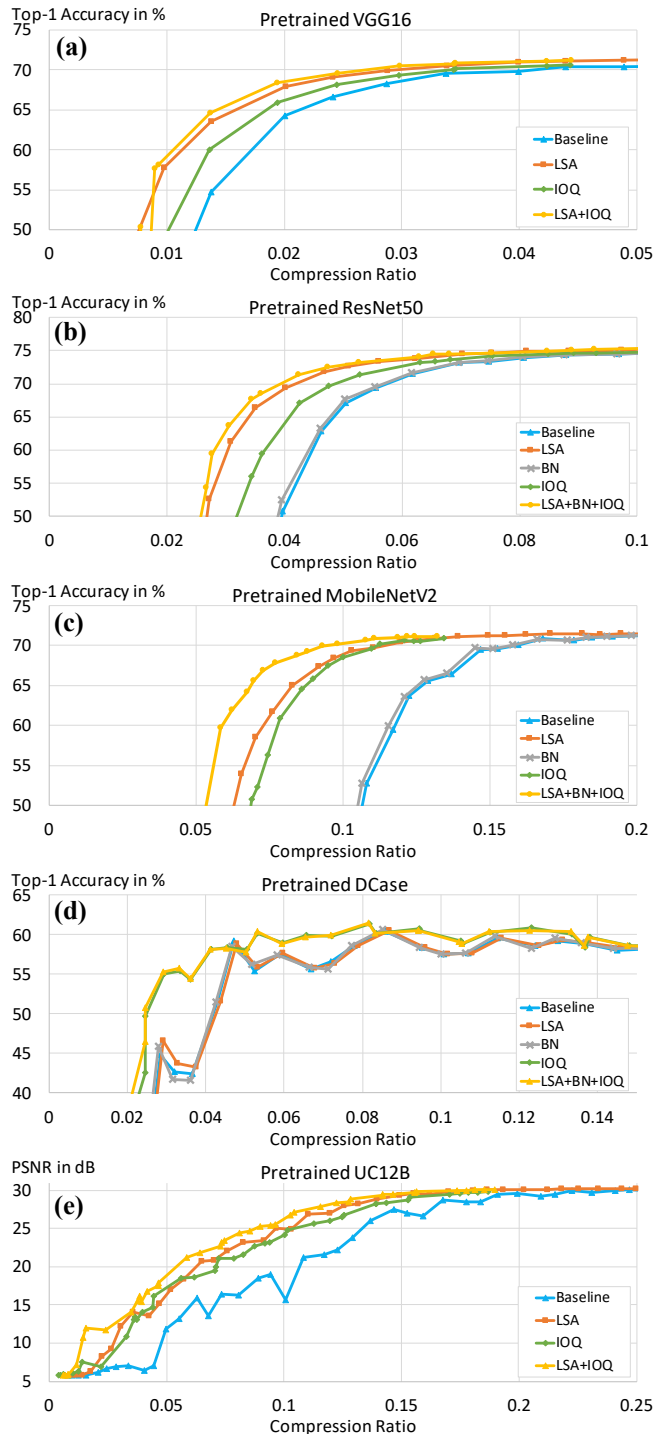 Top-1 Accuracy in %
Pretrained VGG16
(a)
75
70
65
60
55
50
0
0.01
0.02
0.03
0.04
0.05
Baseline
LSA
IOQ
LSA+IOQ
Compression Ratio
Top-1 Accuracy in %
Pretrained ResNet50
(b)
80
75
70
65
60
55
50
0
0.02
0.04
0.06
0.08
0.1
Baseline
LSA
BN
IOQ
LSA+BN+IOQ
Compression Ratio
Top-1 Accuracy in %
Pretrained MobileNetV2
(c)
75
70
65
60
55
50
0
0.05
0.1
0.15
0.2
Baseline
LSA
BN
IOQ
LSA+BN+IOQ
Compression Ratio
Top-1 Accuracy in %
Pretrained DCase
(d)
65
60
55
50
45
40
0
0.02
0.04
0.06
0.08
0.1
0.12
0.14
Baseline
LSA
BN
IOQ
LSA+BN+IOQ
Compression Ratio
PSNR in dB
Pretrained UC12B
(e)
30
25
20
15
10
5
0
0.05
0.1
0.15
0.2
0.25
Baseline
LSA
IOQ
LSA+IOQ
Compression Ratio